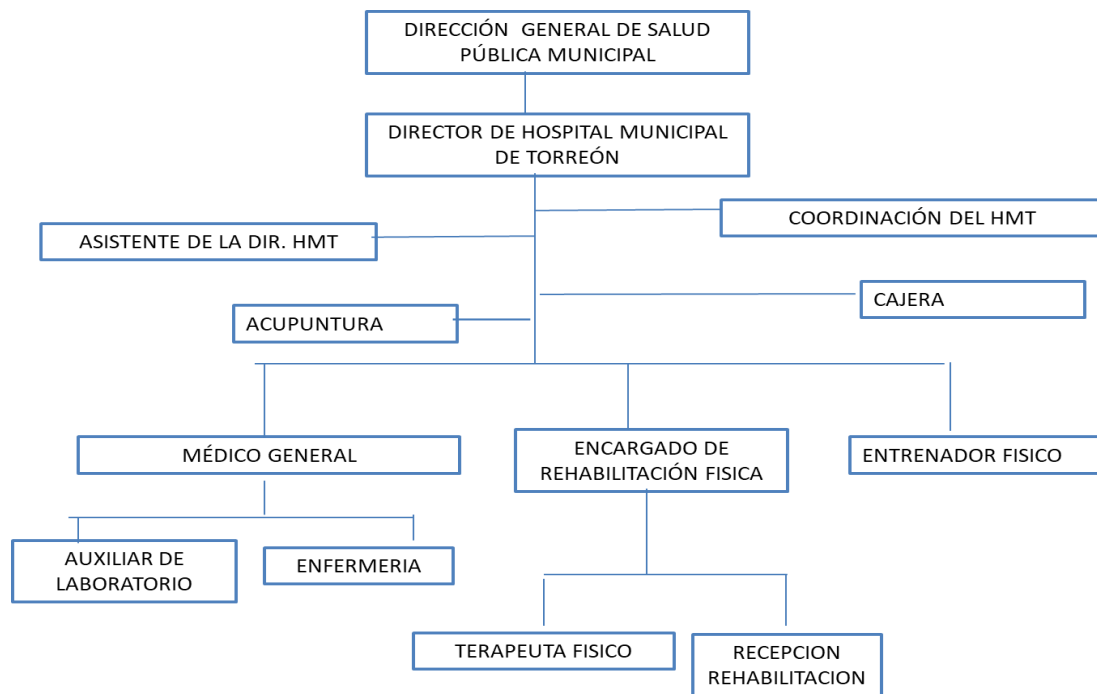 DIRECCIÓN GENERAL DE SALUD
PÚBLICA MUNICIPAL
DIRECTOR DE HOSPITAL MUNICIPAL
DE TORREÓN
COORDINACIÓN DEL HMT
ASISTENTE DE LA DIR. HMT
CAJERA
ACUPUNTURA
MÉDICO GENERAL
ENCARGADO DE
REHABILITACIÓN FISICA
ENTRENADOR FISICO
AUXILIAR DE
LABORATORIO
ENFERMERIA
TERAPEUTA FISICO
RECEPCION
REHABILITACION